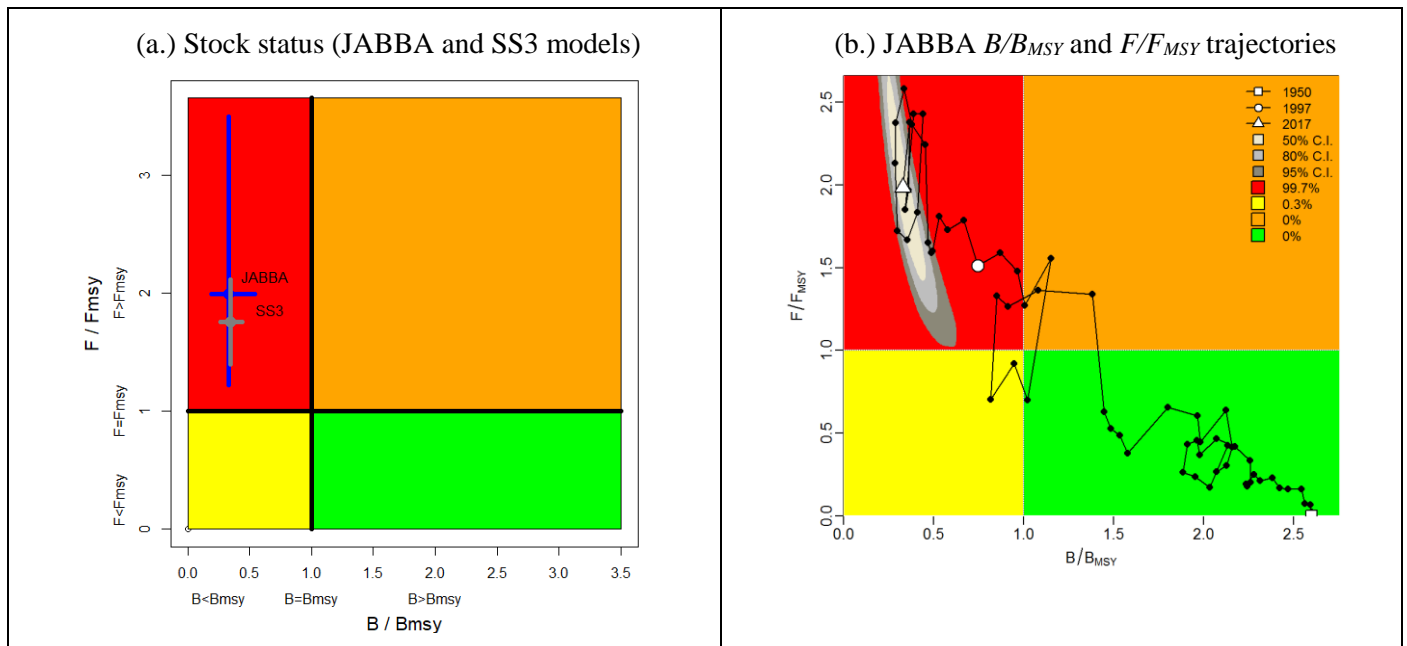 (a.) Stock status (JABBA and SS3 models)
F / Fmsy
F<Fmsy
F=Fmsy
F>Fmsy
3
2
1
0
JABBA
SS3
0.0 0.5 1.0 1.5 2.0 2.5 3.0 3.5
B<Bmsy B=Bmsy B>Bmsy
B / Bmsy
(b.) JABBA B/BMSY and F/FMSY trajectories
F/FMSY
2.5
2.0
1.5
1.0
0.5
0.0
1950
1997
2017
50% C.I.
80% C.I.
95% C.I.
99.7%
0.3%
0%
0%
0.0 0.5 1.0 1.5 2.0 2.5
B/BMSY